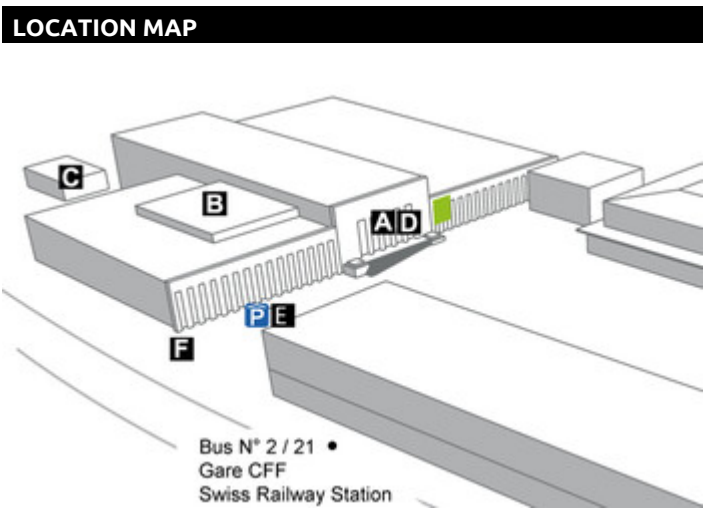 LOCATION MAP
C
B
A D
P E
F
Bus N° 2 / 21 •
Gare CFF
Swiss Railway Station